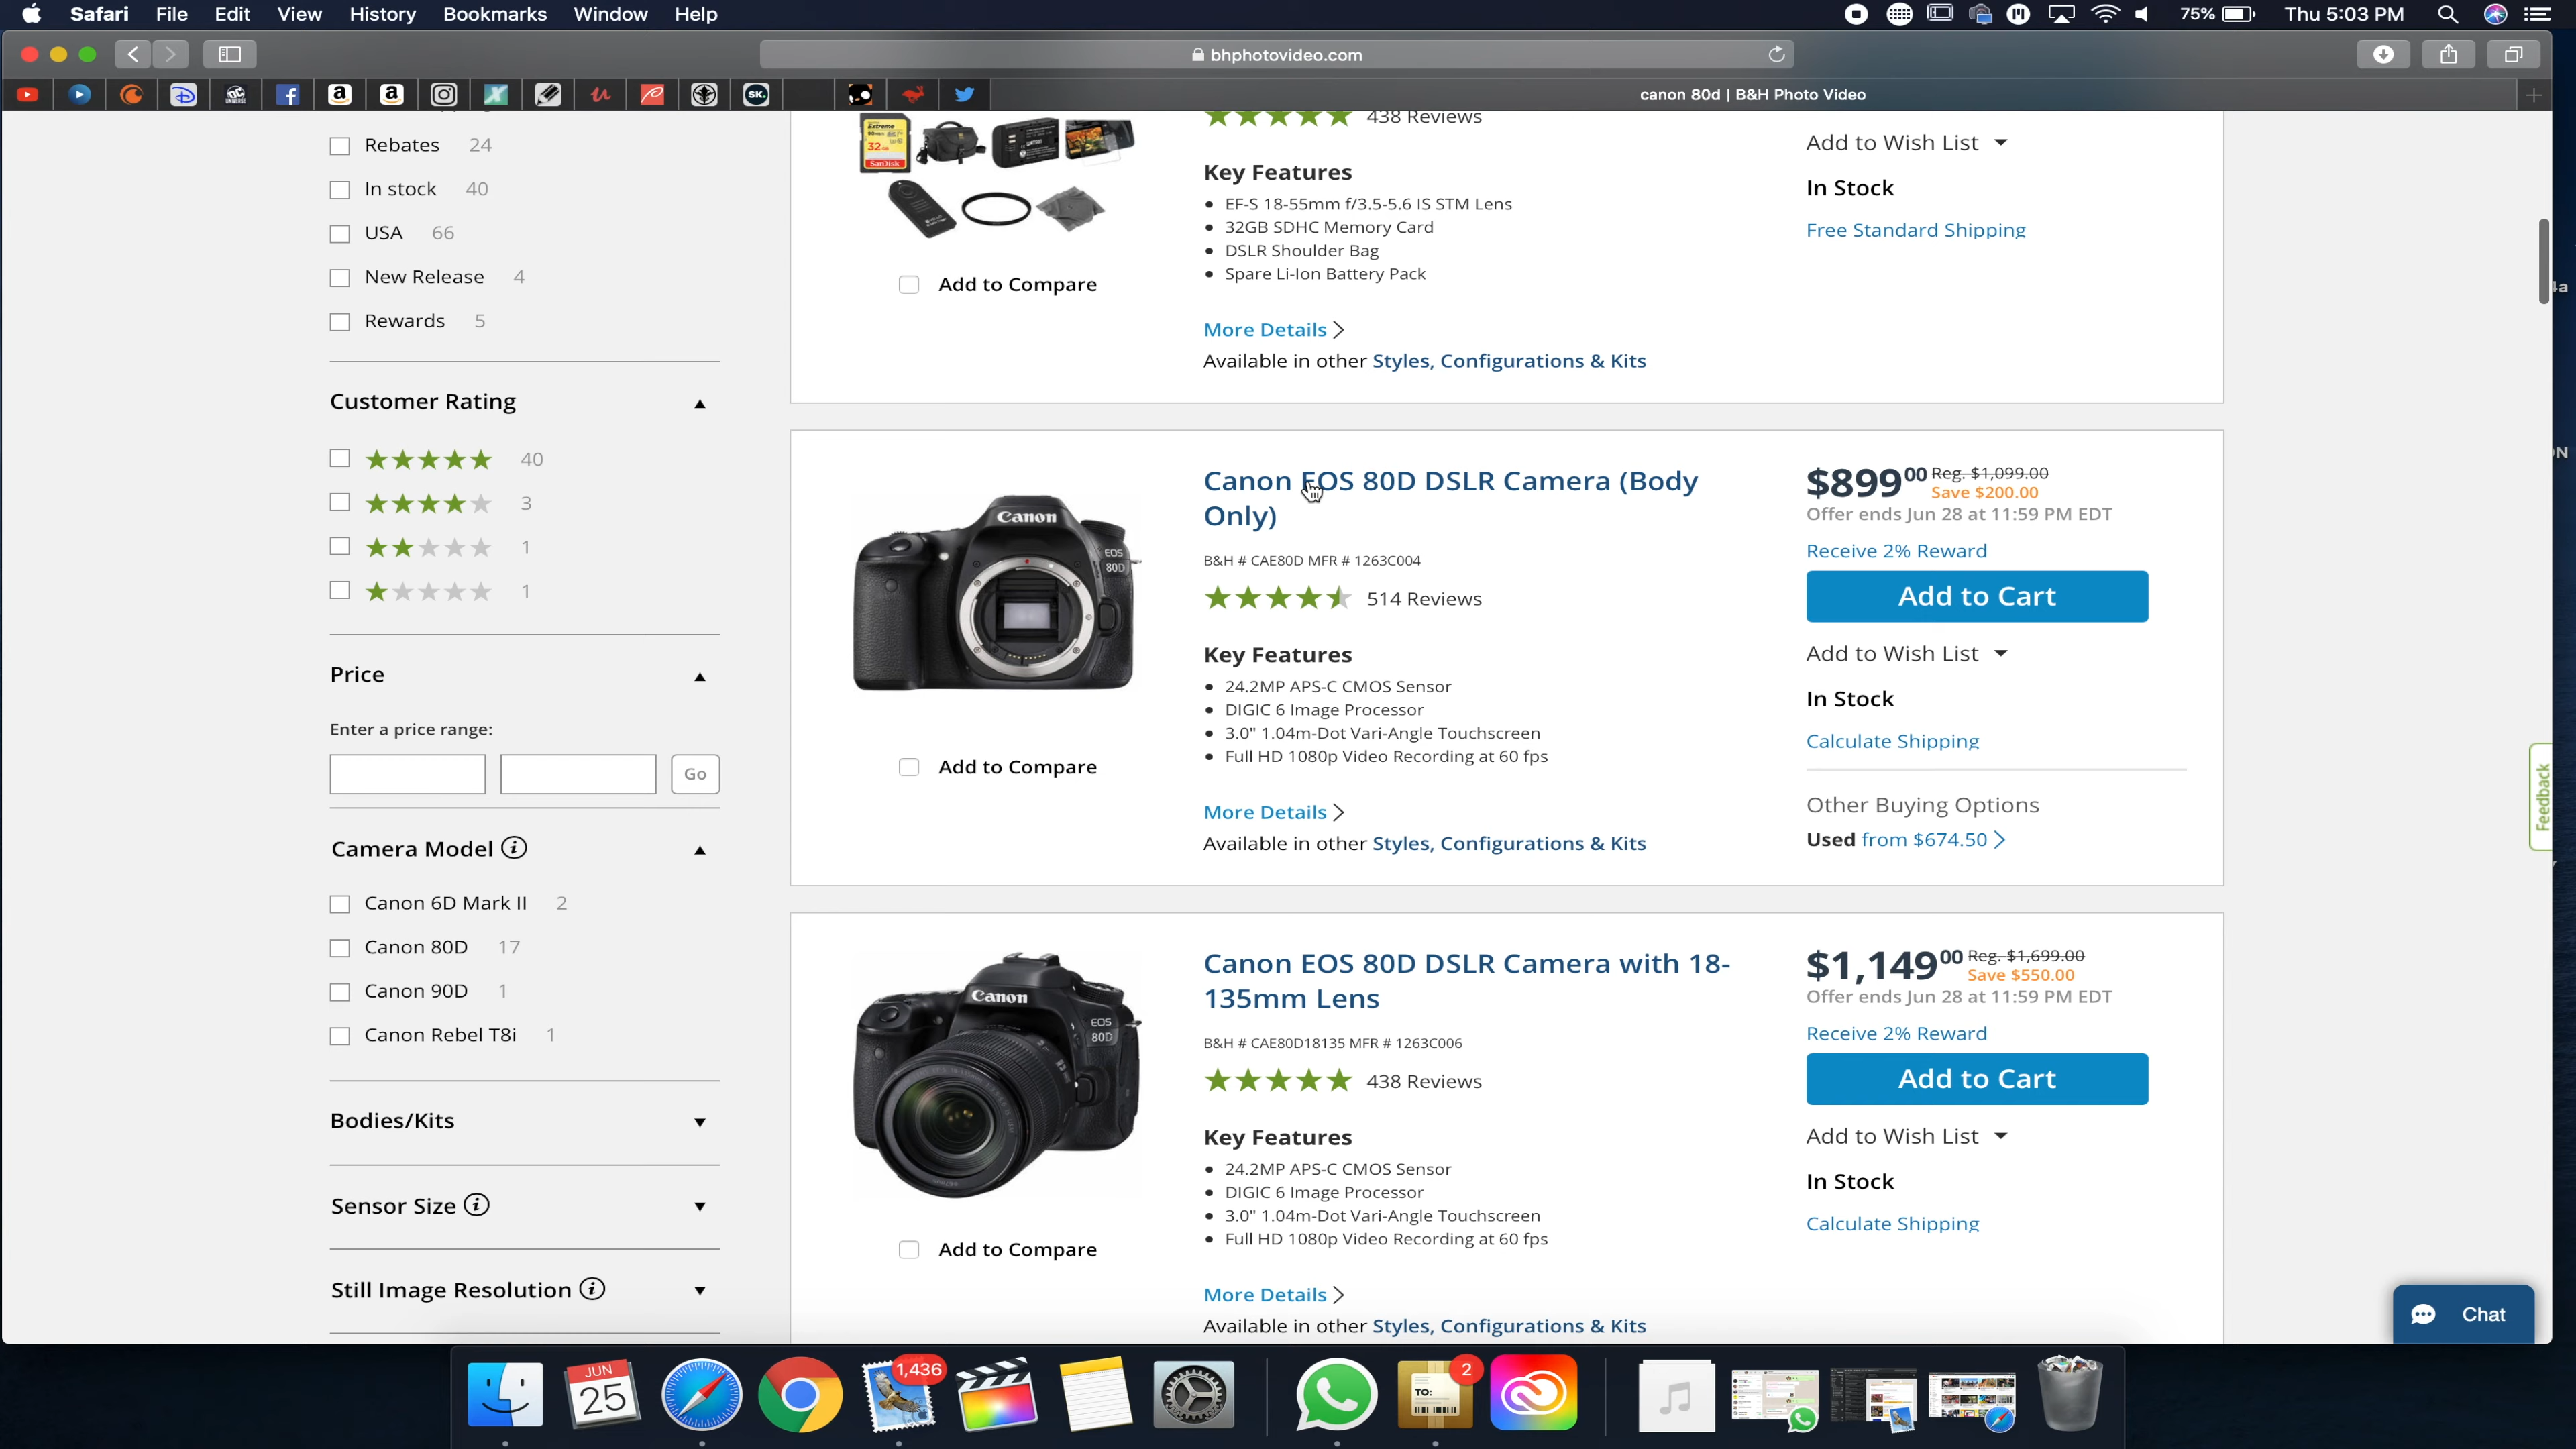 Safari File Edit View History Bookmarks Window Help 75% Thu 5:03 PM
bhphotovideo.com
canon 80d | B&H Photo Video
Rebates 24
In stock 40
USA 66
New Release 4
Rewards 5
Customer Rating
40
3
1
1
Price
Enter a price range:
Go
Camera Model
Canon 6D Mark II 2
Canon 80D 17
Canon 90D 1
Canon Rebel T8i 1
Bodies/Kits
Sensor Size
Still Image Resolution
Extreme
32 GB
SanDisk
Add to Compare
438 Reviews
Key Features
EF-S 18-55mm f/3.5-5.6 IS STM Lens
32GB SDHC Memory Card
DSLR Shoulder Bag
Spare Li-Ion Battery Pack
More Details
Available in other Styles, Configurations & Kits
Add to Wish List
In Stock
Free Standard Shipping
Canon
EOS
80D
Add to Compare
Canon EOS 80D DSLR Camera (Body
Only)
B&H # CAE80D MFR # 1263C004
514 Reviews
Key Features
24.2MP APS-C CMOS Sensor
DIGIC 6 Image Processor
3.0" 1.04m-Dot Vari-Angle Touchscreen
Full HD 1080p Video Recording at 60 fps
More Details
Available in other Styles, Configurations & Kits
$899.00 Reg. $1,099.00
Save $200.00
Offer ends Jun 28 at 11:59 PM EDT
Receive 2% Reward
Add to Cart
Add to Wish List
In Stock
Calculate Shipping
Other Buying Options
Used from $674.50
Canon
EOS
80D
Add to Compare
Canon EOS 80D DSLR Camera with 18-
135mm Lens
B&H # CAE80D18135 MFR # 1263C006
438 Reviews
Key Features
24.2MP APS-C CMOS Sensor
DIGIC 6 Image Processor
3.0" 1.04m-Dot Vari-Angle Touchscreen
Full HD 1080p Video Recording at 60 fps
More Details
Available in other Styles, Configurations & Kits
$1,149.00 Reg. $1,699.00
Save $550.00
Offer ends Jun 28 at 11:59 PM EDT
Receive 2% Reward
Add to Cart
Add to Wish List
In Stock
Calculate Shipping
Feedback
Chat
JUN
25
1,436
TO:
2